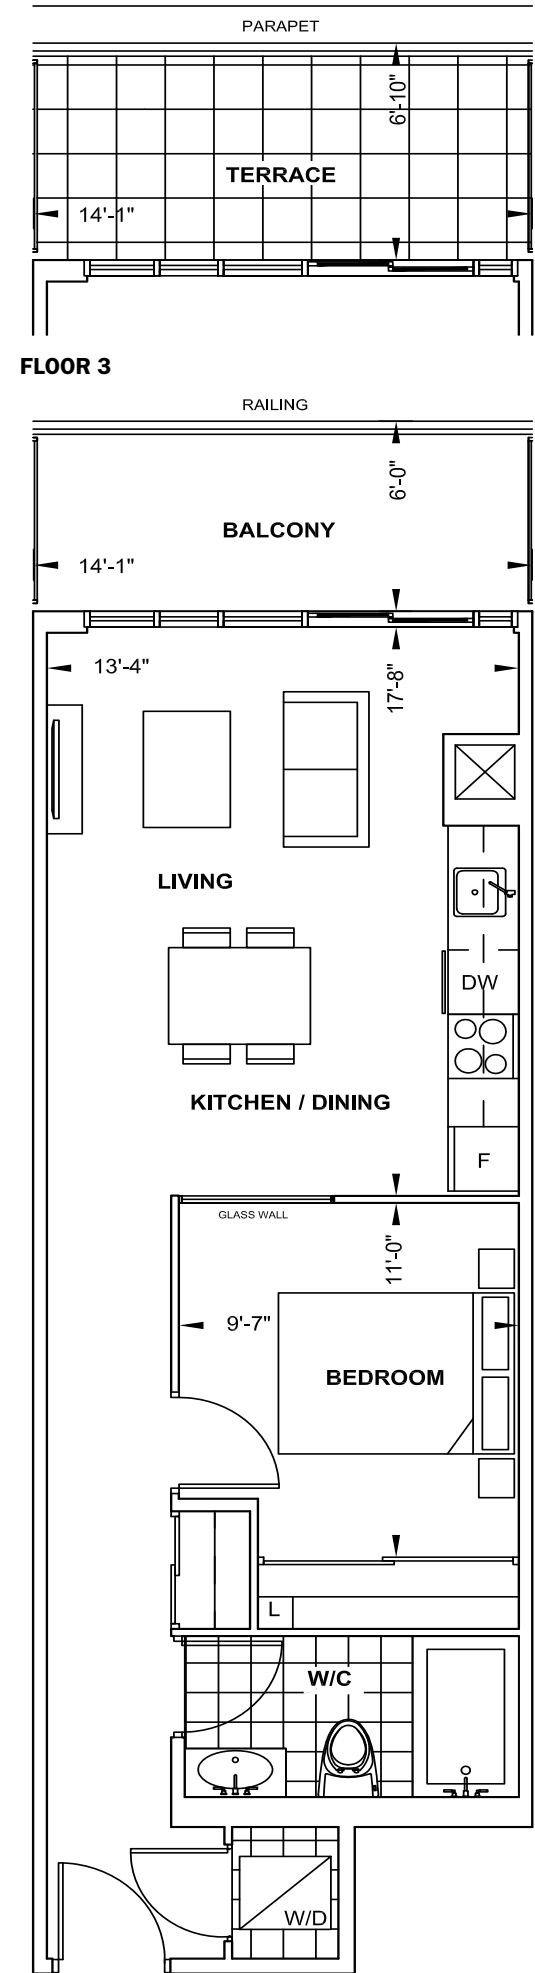 PARAPET
6'-10"
TERRACE
14'-1"
FLOOR 3
RAILING
6'-0"
BALCONY
14'-1"
13'-4"
17'-8"
LIVING
DW
KITCHEN / DINING
F
GLASS WALL
11'-0"
9'-7"
BEDROOM
L
W/C
W/D